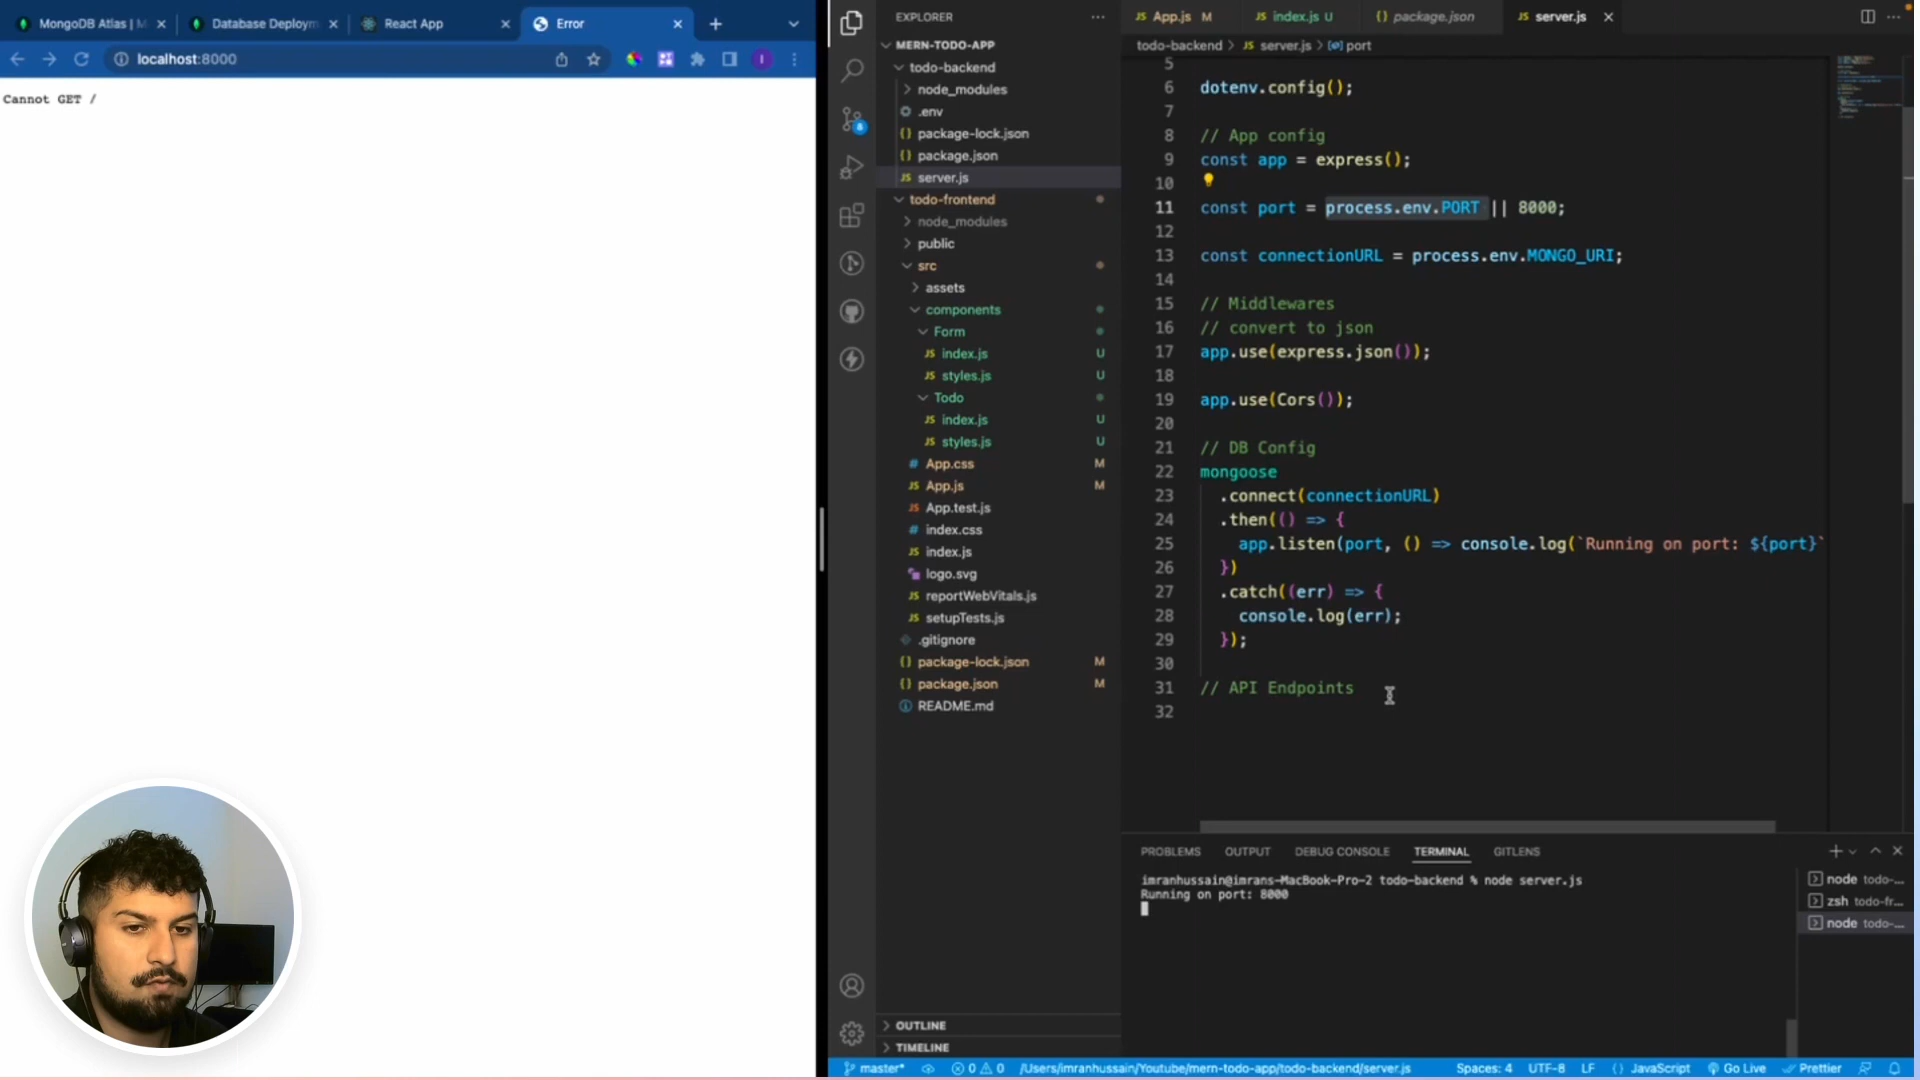 MongoDB Atlas | M
Database Deploym
React App
Error
localhost:8000
I
Cannot GET /
EXPLORER
MERN-TODO-APP
todo-backend
node_modules
.env
package-lock.json
package.json
server.js
todo-frontend
node_modules
public
src
assets
components
Form
index.js U
styles.js U
Todo
index.js U
styles.js U
App.css M
App.js M
App.test.js
index.css
index.js
logo.svg
reportWebVitals.js
setupTests.js
.gitignore
package-lock.json M
package.json M
README.md
OUTLINE
TIMELINE
App.js M
index.js U
package.json
server.js
todo-backend > server.js > port
5
6 dotenv.config();
7
8 // App config
9 const app = express();
10
11 const port = process.env.PORT || 8000;
12
13 const connectionURL = process.env.MONGO_URI;
14
15 // Middlewares
16 // convert to json
17 app.use(express.json());
18
19 app.use(Cors());
20
21 // DB Config
22 mongoose
23 .connect(connectionURL)
24 .then(() => {
25 app.listen(port, () => console.log(`Running on port: ${port}`
26 })
27 .catch((err) => {
28 console.log(err);
29 });
30
31 // API Endpoints
32
PROBLEMS OUTPUT DEBUG CONSOLE TERMINAL GITLENS
imranhussain@imrans-MacBook-Pro-2 todo-backend % node server.js
Running on port: 8000
node todo-...
zsh todo-fr...
node todo-...
master* 0 0 /Users/imranhussain/Youtube/mern-todo-app/todo-backend/server.js Spaces: 4 UTF-8 LF JavaScript Go Live Prettier